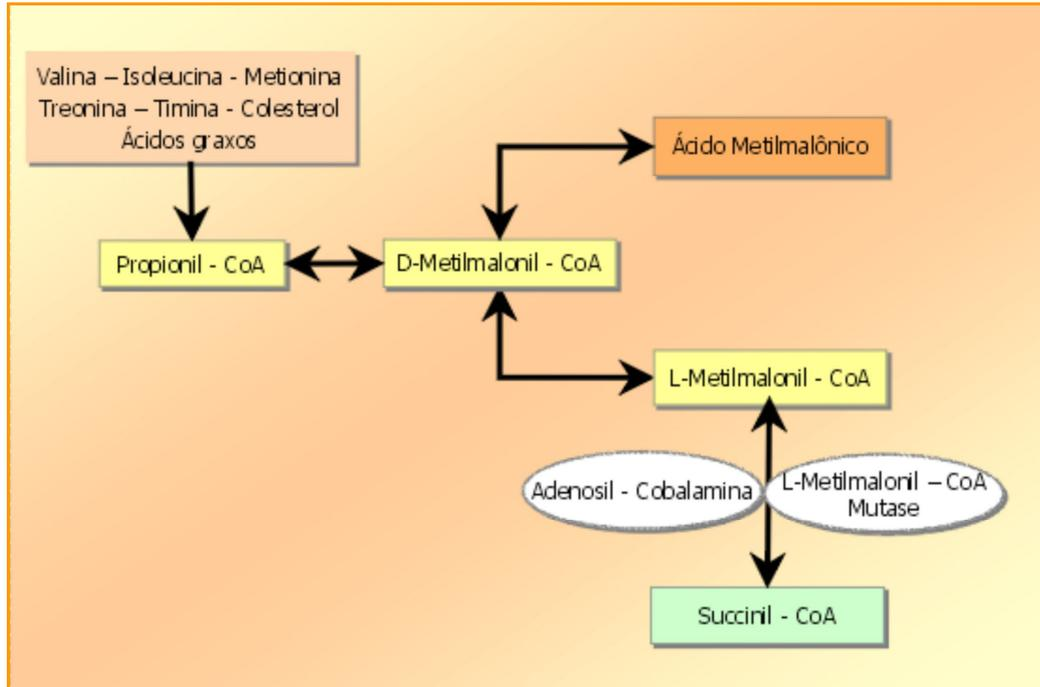 Valina – Isoleucina - Metionina
Treonina – Timina - Colesterol
Ácidos graxos
Ácido Metilmalônico
Propionil - CoA
D-Metilmalonil - CoA
L-Metilmalonil - CoA
Adenosil - Cobalamina
L-Metilmalonil – CoA
Mutase
Succinil - CoA